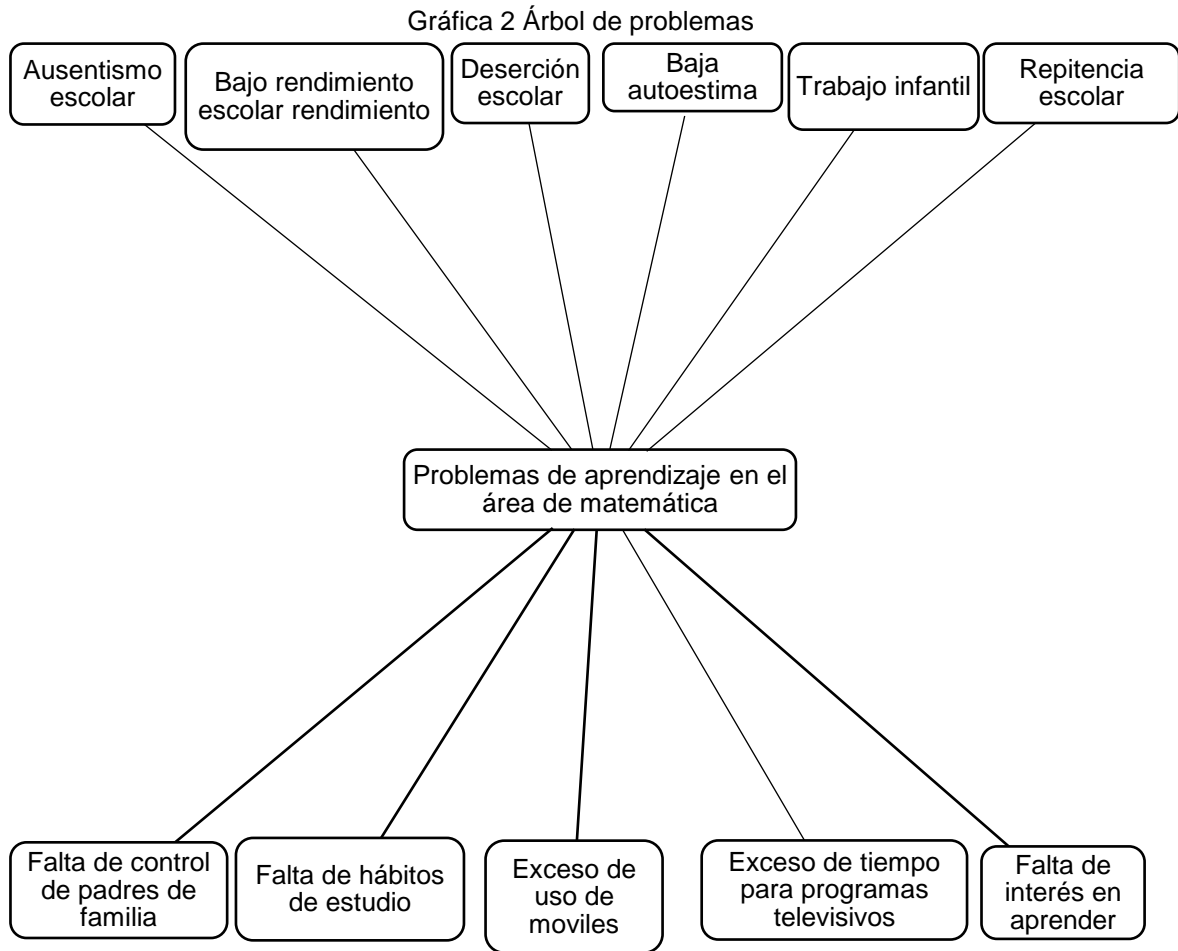 Gráfica 2 Árbol de problemas
Ausentismo
escolar
Bajo rendimiento
escolar rendimiento
Deserción
escolar
Baja
autoestima
Trabajo infantil
Repitencia
escolar
Problemas de aprendizaje en el
área de matemática
Falta de control
de padres de
familia
Falta de hábitos
de estudio
Exceso de
uso de
moviles
Exceso de tiempo
para programas
televisivos
Falta de
interés en
aprender